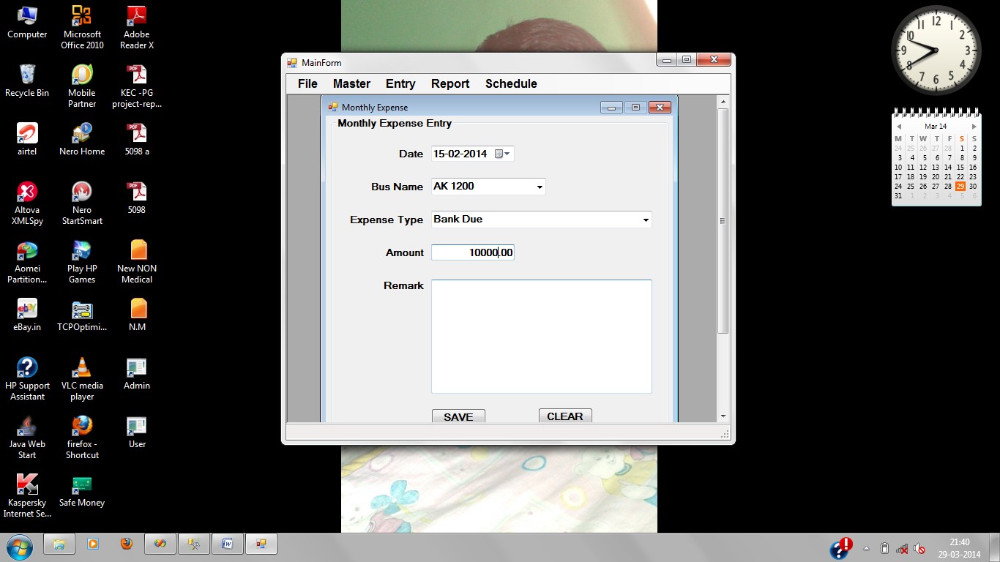 Computer
Microsoft
Office 2010
Adobe
Reader X
Recycle Bin
Mobile
Partner
KEC -PG
project-rep...
airtel
Nero Home
5098 a
Altova
XMLSpy
Nero
StartSmart
5098
Aomei
Partition...
Play HP
Games
New NON
Medical
eBay.in
TCPOptimi...
N.M
HP Support
Assistant
VLC media
player
Admin
Java Web
Start
firefox -
Shortcut
User
Kaspersky
Internet Se...
Safe Money
MainForm
File Master Entry Report Schedule
Monthly Expense
Monthly Expense Entry
Date 15-02-2014
Bus Name AK 1200
Expense Type Bank Due
Amount 10000.00
Remark
SAVE CLEAR
12
1
2
3
4
5
6
7
8
9
10
11
Mar 14
M T W T F S S
24 25 26 27 28 1 2
3 4 5 6 7 8 9
10 11 12 13 14 15 16
17 18 19 20 21 22 23
24 25 26 27 28 29 30
31 1 2 3 4 5 6
21:40
29-03-2014